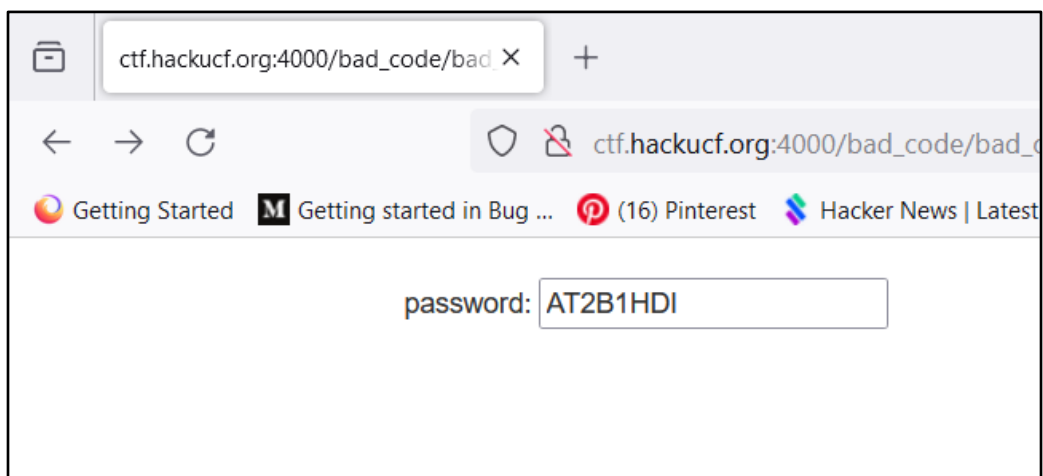 ctf.hackucf.org:4000/bad_code/bad_
ctf.hackucf.org:4000/bad_code/bad_
Getting Started M Getting started in Bug ... (16) Pinterest Hacker News | Latest
password: AT2B1HDI